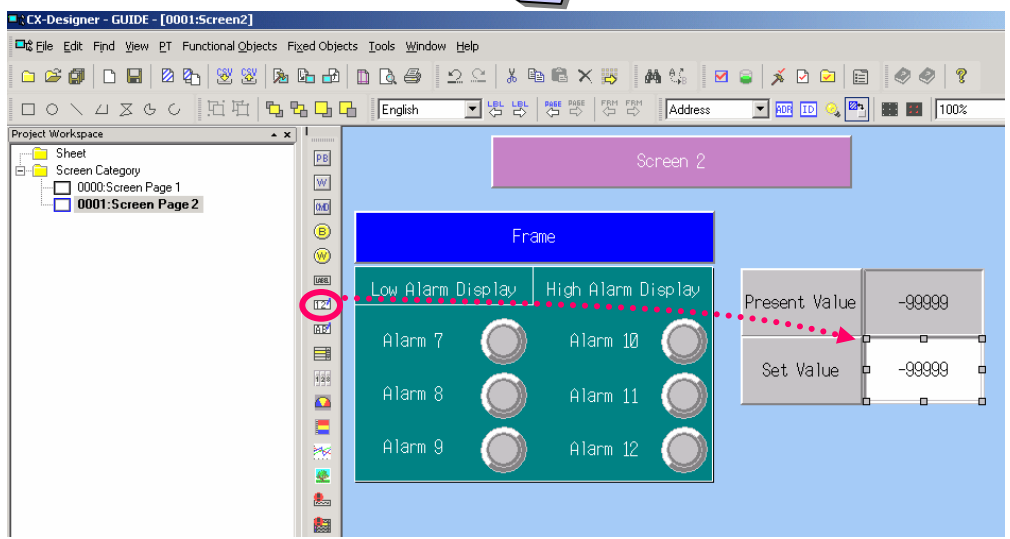 CX-Designer - GUIDE - [0001:Screen2]
File Edit Find View PT Functional Objects Fixed Objects Tools Window Help
English Address 100%
Project Workspace
Sheet
Screen Category
0000:Screen Page 1
0001:Screen Page 2
Screen 2
Frame
Low Alarm Display High Alarm Display
Alarm 7 Alarm 10
Alarm 8 Alarm 11
Alarm 9 Alarm 12
Present Value -99999
Set Value -99999